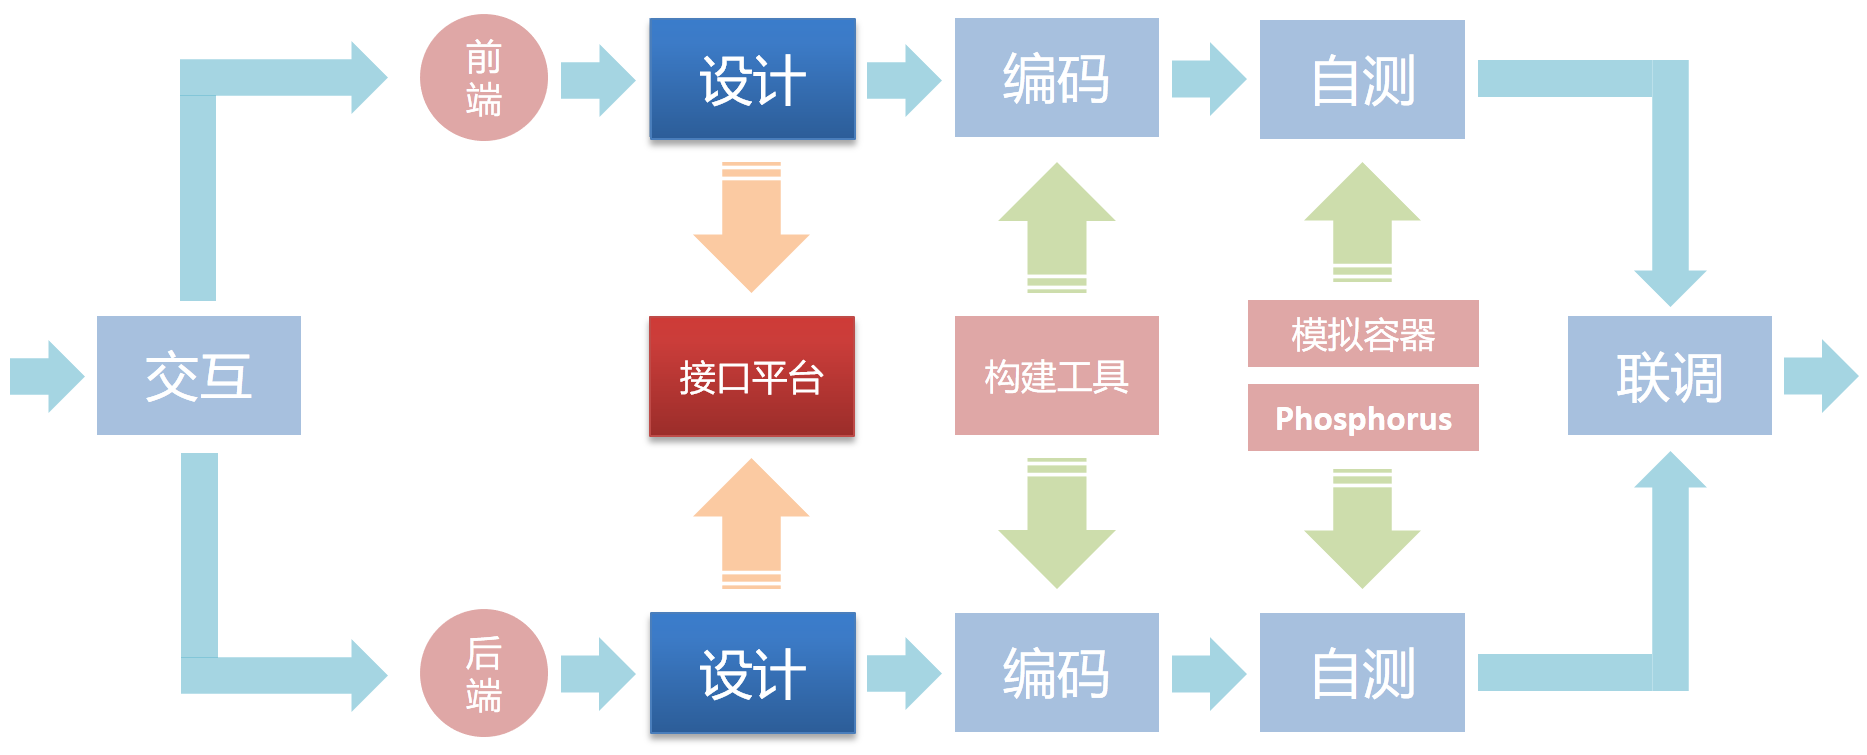 前
端
设计
编码
自测
交互
接口平台
构建工具
模拟容器
Phosphorus
联调
后
端
设计
编码
自测